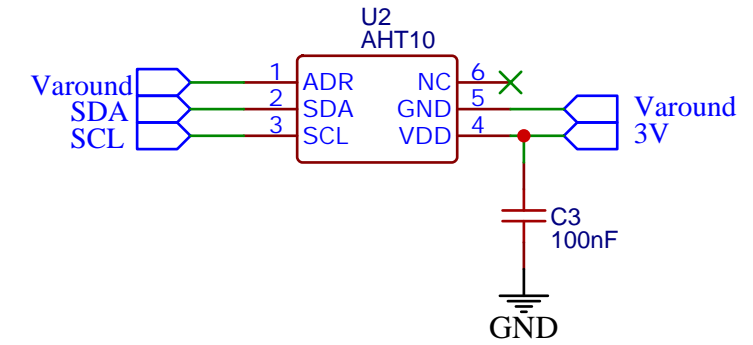 U2
AHT10
Varound 1 ADR NC 6
SDA 2 SDA GND 5 Varound
SCL 3 SCL VDD 4 3V
C3
100nF
GND